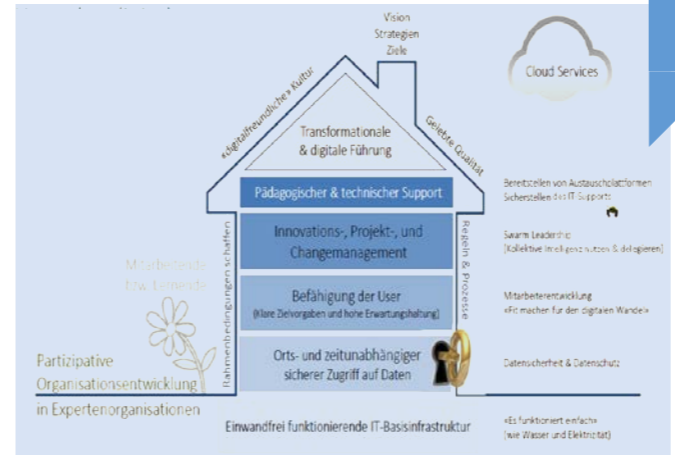 Vision
Strategien
Ziele
Cloud Services
«digitalfreundliche» Kultur
Gelebte Qualität
Transformationale
& digitale Führung
Pädagogischer & technischer Support
Bereitstellen von Austauschplattformen
Sicherstellen des IT-Supports
Innovations-, Projekt-, und
Changemanagement
Swarm Leadership
(Kollektive Intelligenz nutzen & delegieren)
Rahmenbedingungen schaffen
Regeln & Prozesse
Mitarbeitende
bzw. Lernende
Befähigung der User
(Klare Zielvorgaben und hohe Erwartungshaltung)
Mitarbeiterentwicklung
«Fit machen für den digitalen Wandel»
Orts- und zeitunabhängiger
sicherer Zugriff auf Daten
Datensicherheit & Datenschutz
Partizipative
Organisationsentwicklung
in Expertenorganisationen
Einwandfrei funktionierende IT-Basisinfrastruktur
«Es funktioniert einfach»
(wie Wasser und Elektrizität)